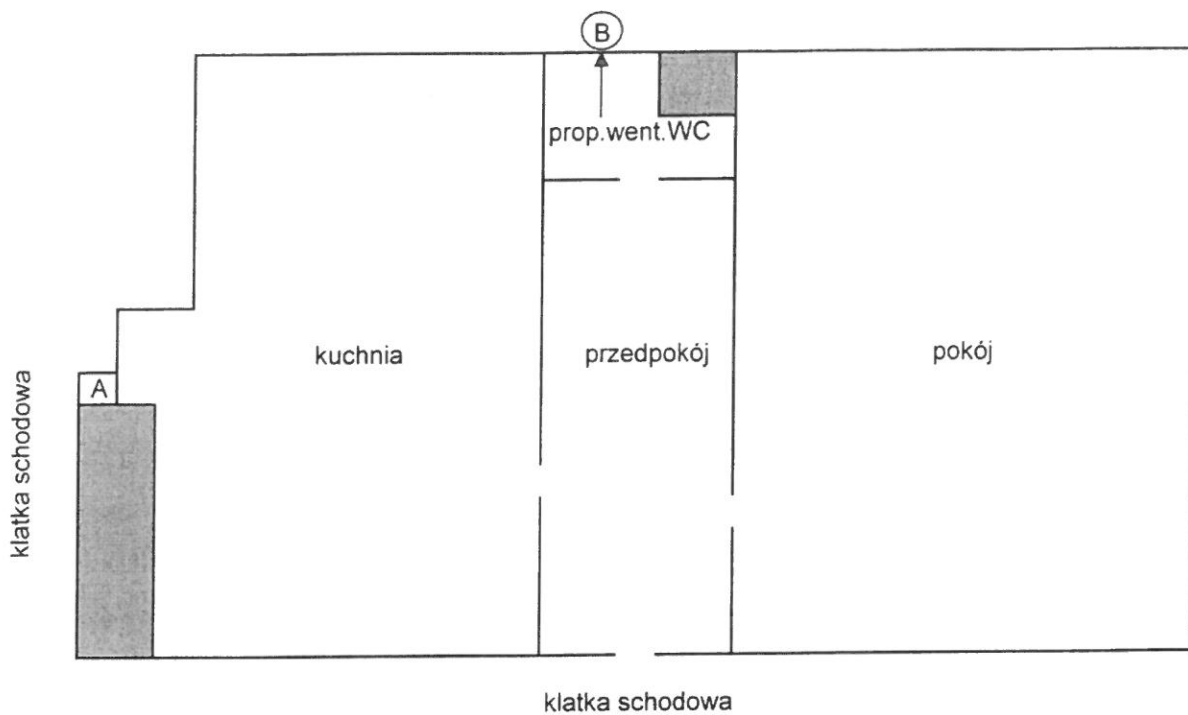 B
prop.went.WC
kuchnia
przedpokój
pokój
A
klatka schodowa
klatka schodowa